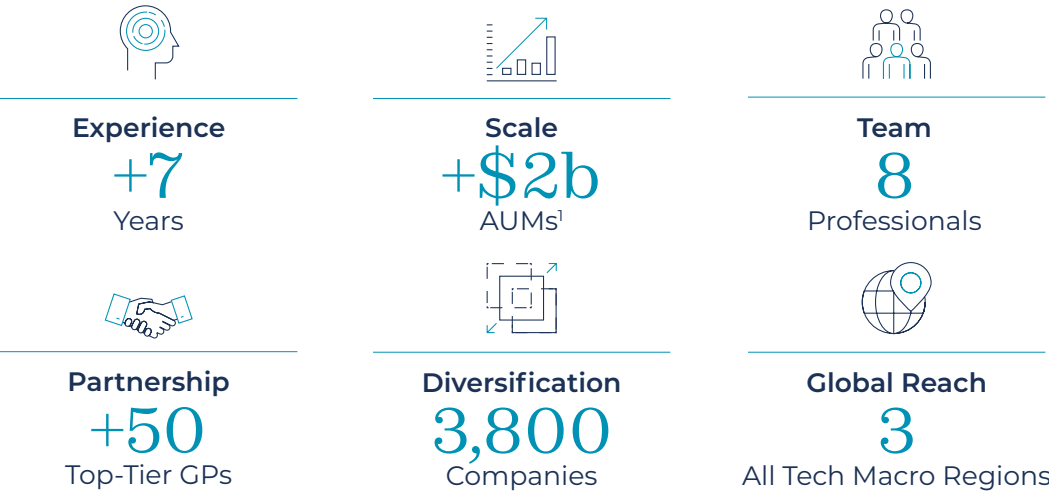 Experience
+7
Years
Scale
+$2b
AUMs¹
Team
8
Professionals
Partnership
+50
Top-Tier GPs
Diversification
3,800
Companies
Global Reach
3
All Tech Macro Regions